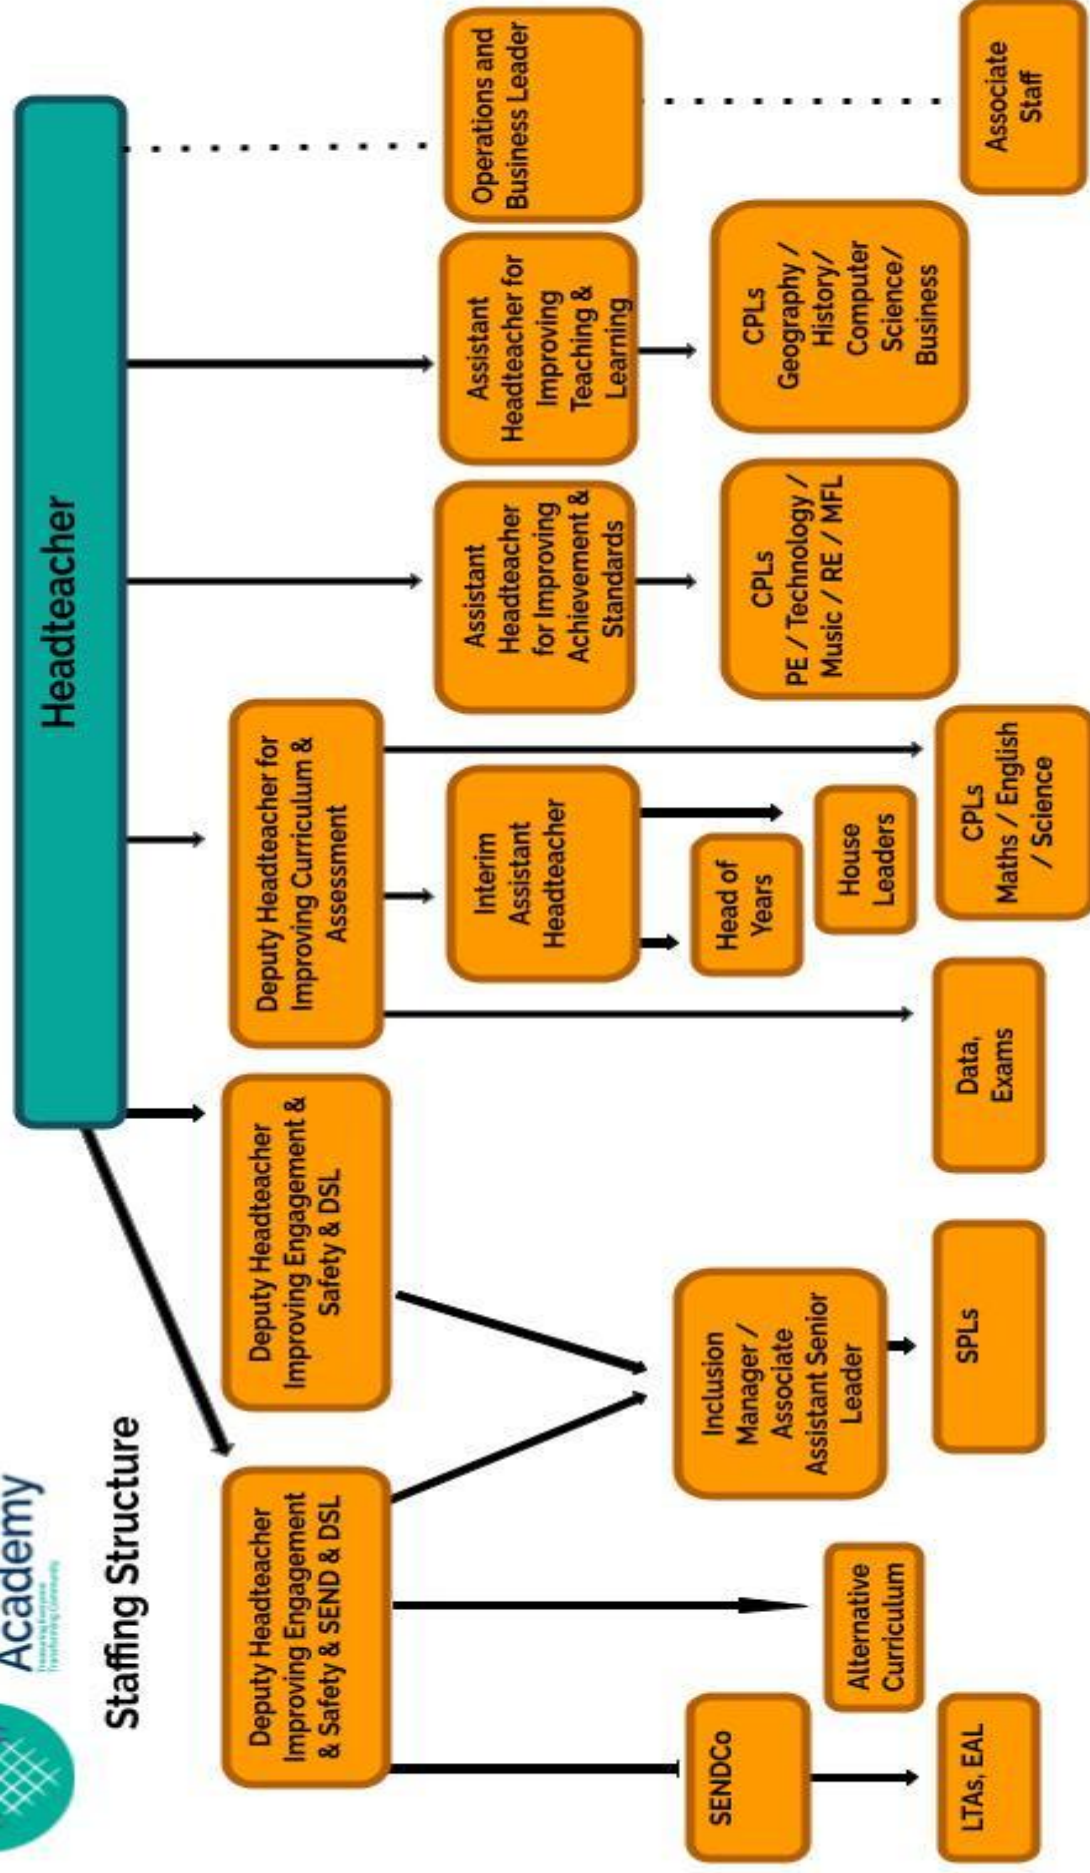 Academy
Staffing Structure
Headteacher
Deputy Headteacher
Improving Engagement
& Safety & SEND & DSL
Deputy Headteacher
Improving Engagement &
Safety & DSL
Deputy Headteacher for
Improving Curriculum &
Assessment
Assistant
Headteacher
for Improving
Achievement &
Standards
Assistant
Headteacher for
Improving
Teaching &
Learning
Operations and
Business Leader
Interim
Assistant
Headteacher
SENDCo
Inclusion
Manager /
Associate
Assistant Senior
Leader
Head of
Years
CPLs
PE / Technology /
Music / RE / MFL
CPLs
Geography /
History/
Computer
Science/
Business
Alternative
Curriculum
House
Leaders
LTAs, EAL
SPLs
Data,
Exams
CPLs
Maths / English
/ Science
Associate
Staff